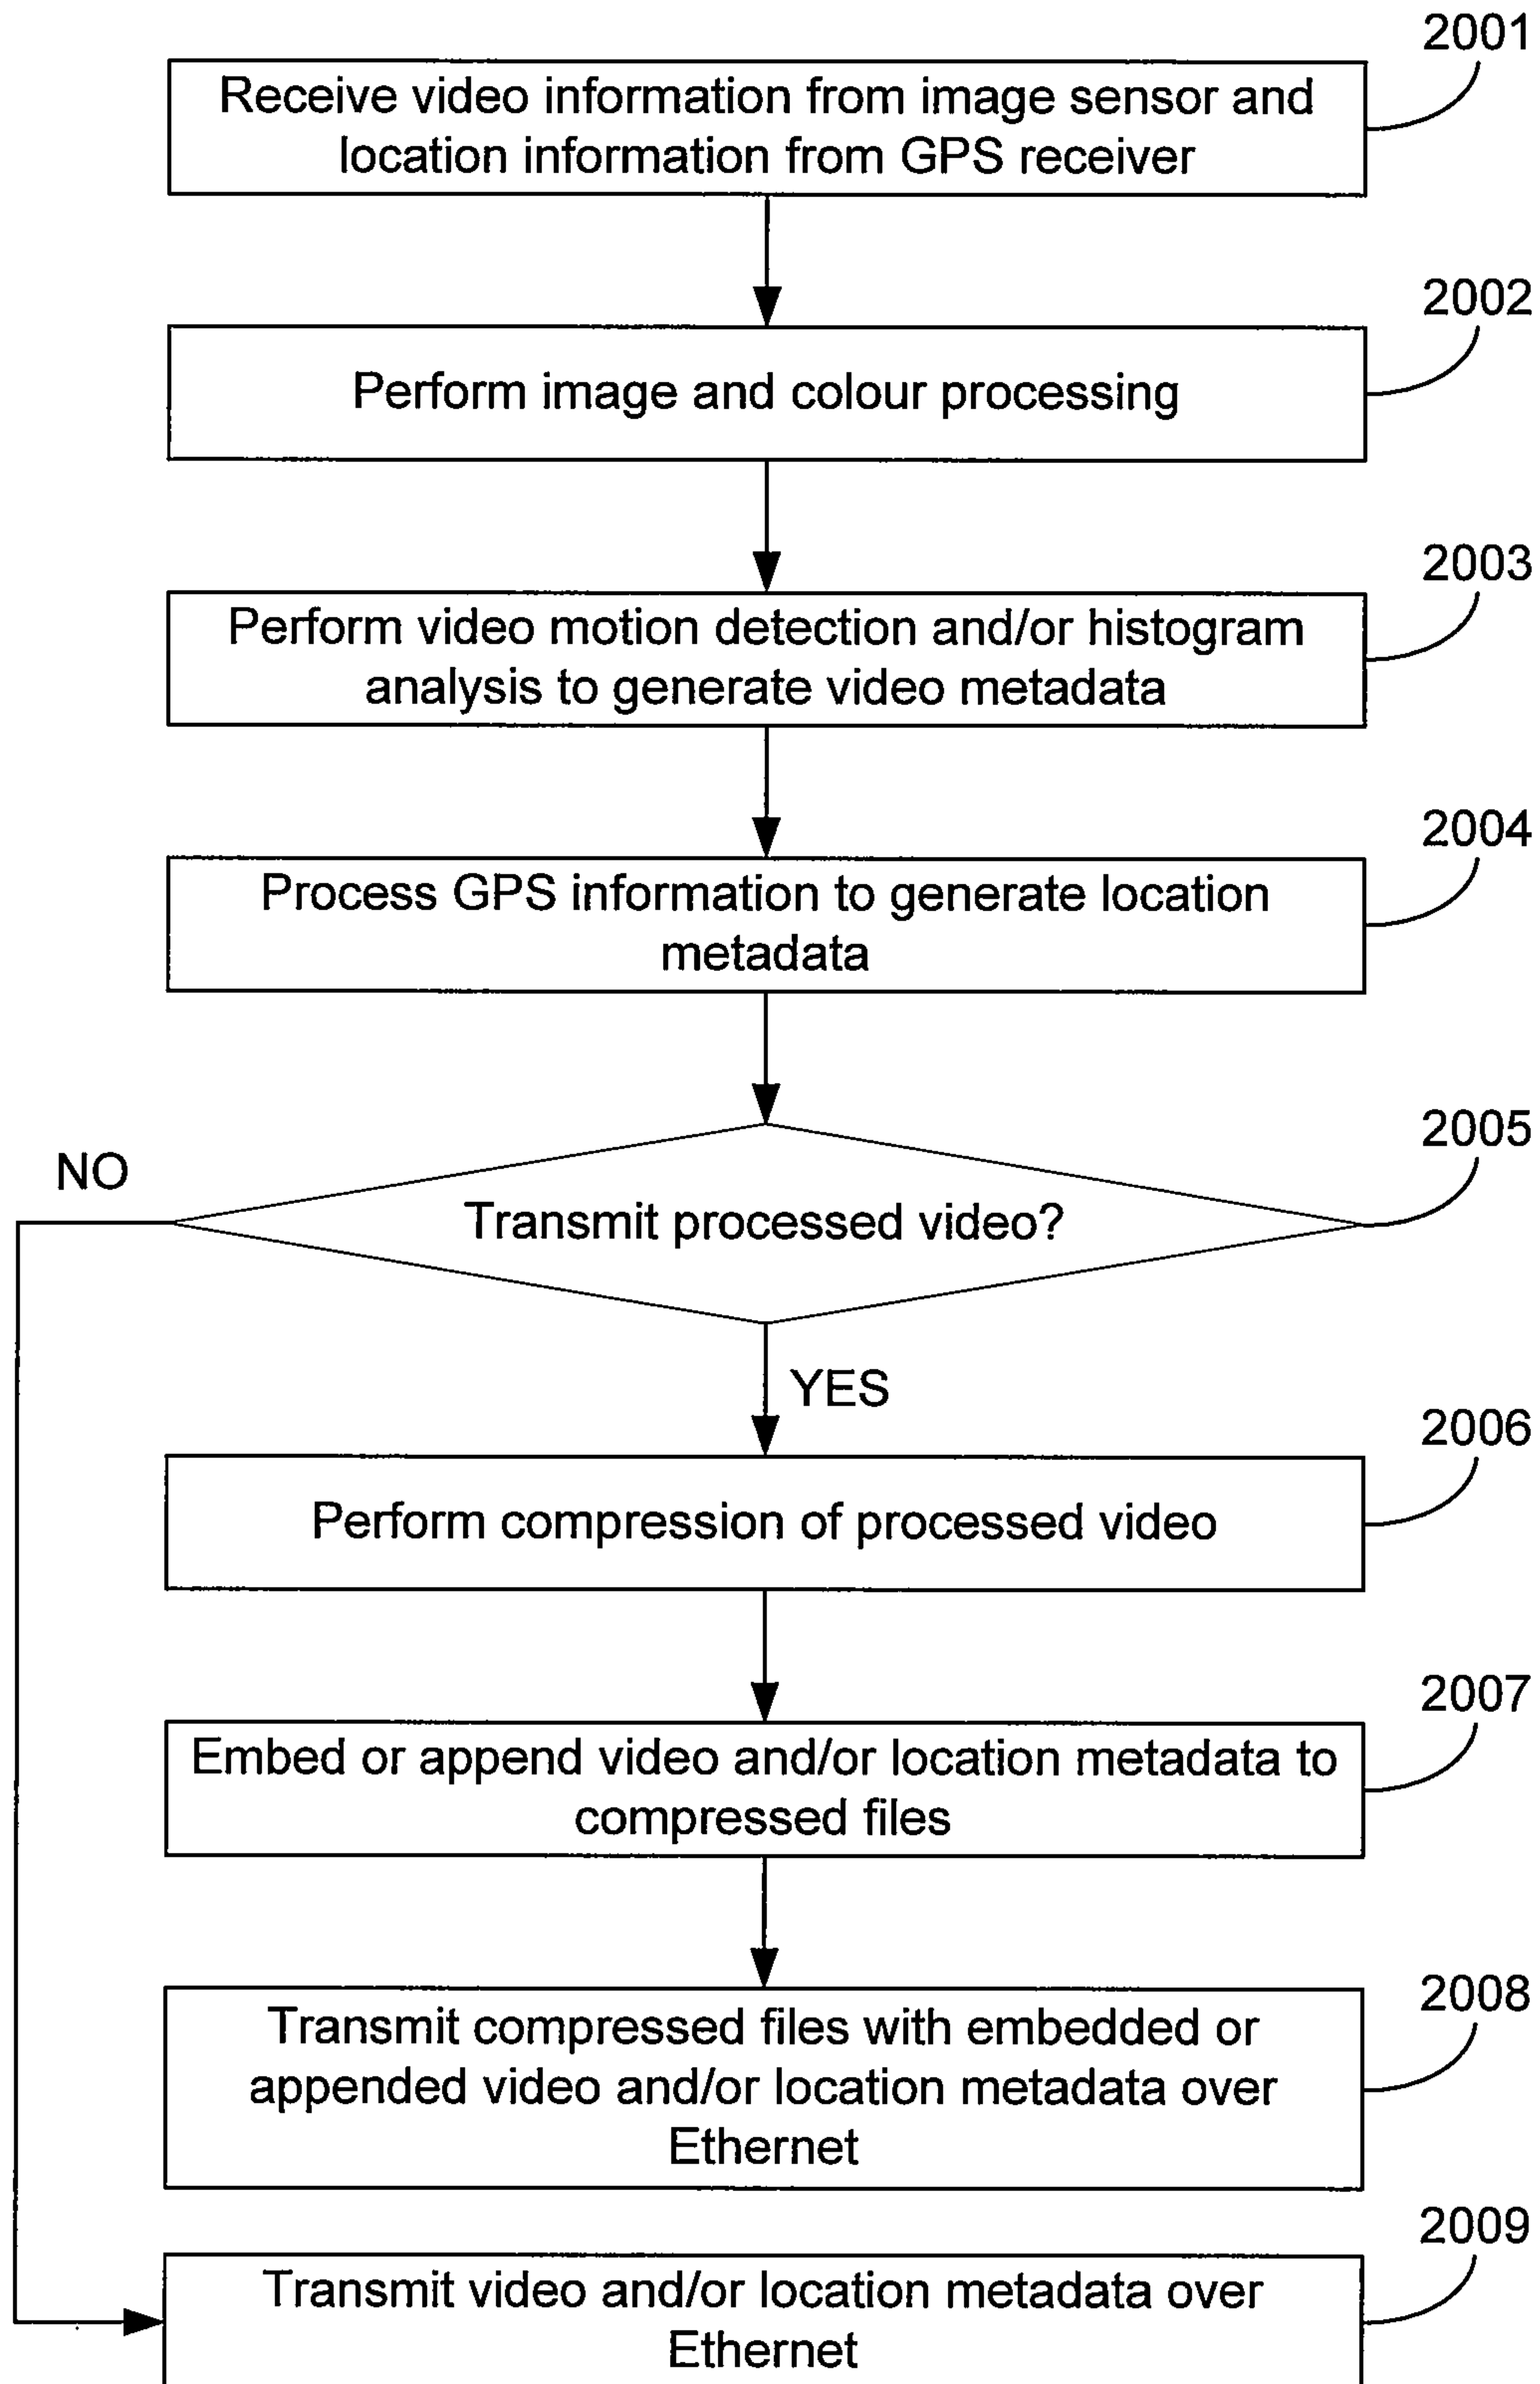 2001
Receive video information from image sensor and
location information from GPS receiver
2002
Perform image and colour processing
2003
Perform video motion detection and/or histogram
analysis to generate video metadata
2004
Process GPS information to generate location
metadata
2005
NO
Transmit processed video?
YES
2006
Perform compression of processed video
2007
Embed or append video and/or location metadata to
compressed files
2008
Transmit compressed files with embedded or
appended video and/or location metadata over
Ethernet
2009
Transmit video and/or location metadata over
Ethernet